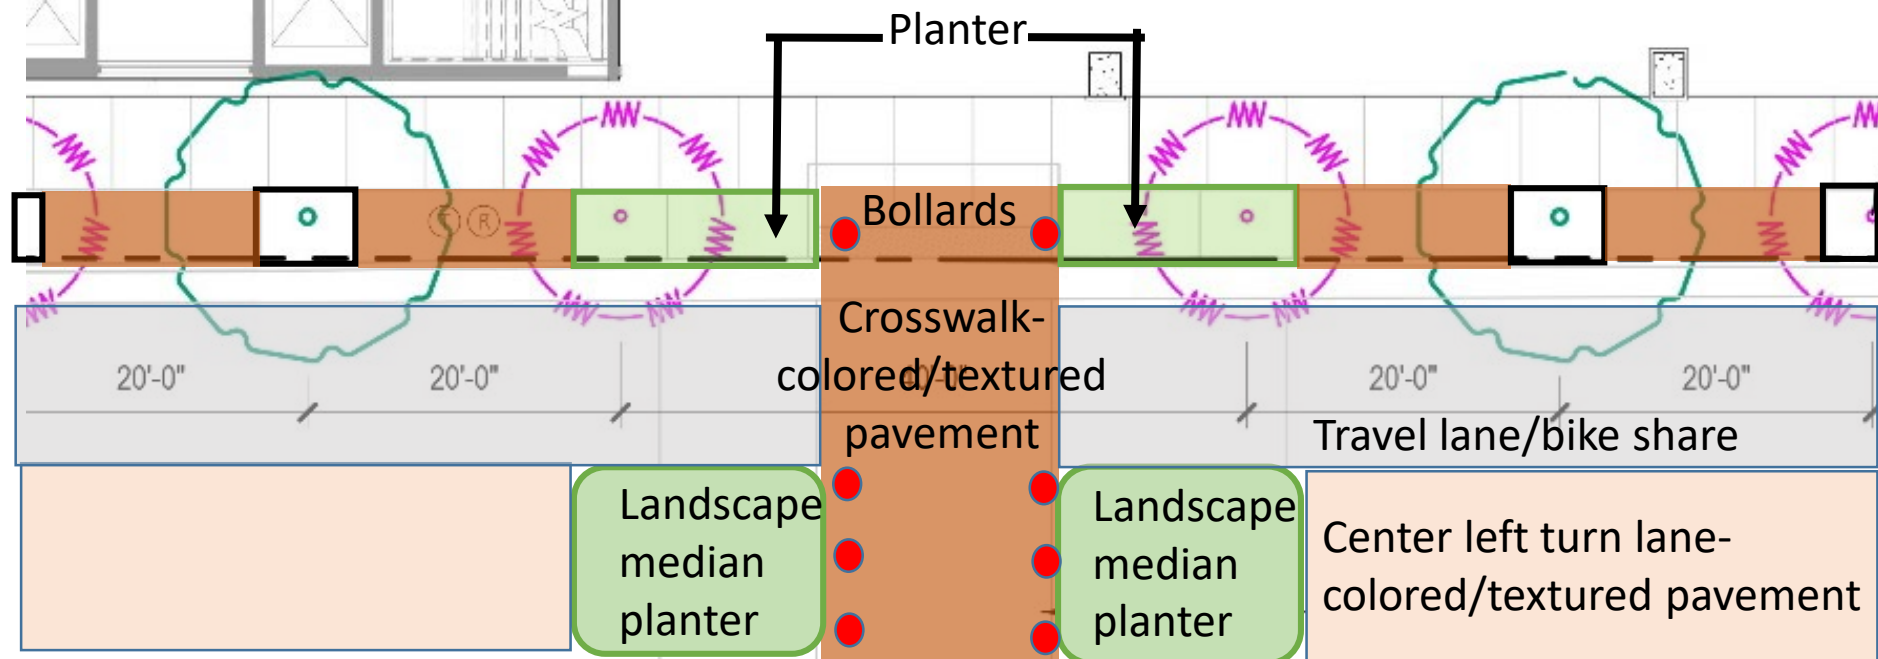 Planter
Bollards
R
Crosswalk-
colored/textured
pavement
20'-0"
20'-0"
20'-0"
20'-0"
Travel lane/bike share
Landscape
median
planter
Landscape
median
planter
Center left turn lane-
colored/textured pavement